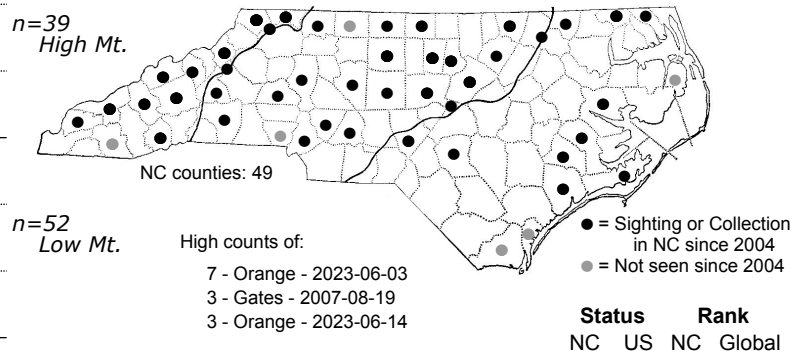 n=39
High Mt.
NC counties: 49
n=52
Low Mt.
High counts of:
7 - Orange - 2023-06-03
3 - Gates - 2007-08-19
3 - Orange - 2023-06-14
= Sighting or Collection
in NC since 2004
= Not seen since 2004
Status Rank
NC US NC Global